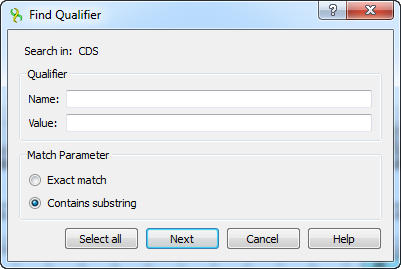 Find Qualifier
?
Search in: CDS
Qualifier
Name:
Value:
Match Parameter
Exact match
Contains substring
Select all Next Cancel Help